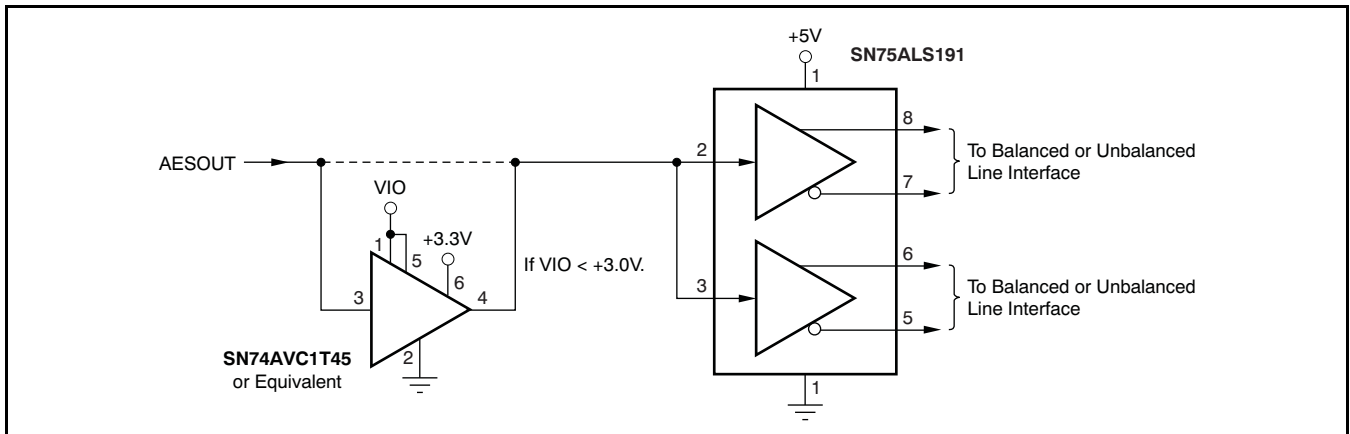 +5V
SN75ALS191
1
8
2
AESOUT
To Balanced or Unbalanced
Line Interface
7
VIO
+3.3V
1
5
6
If VIO < +3.0V.
3
4
6
3
To Balanced or Unbalanced
Line Interface
5
SN74AVC1T45
or Equivalent
2
1